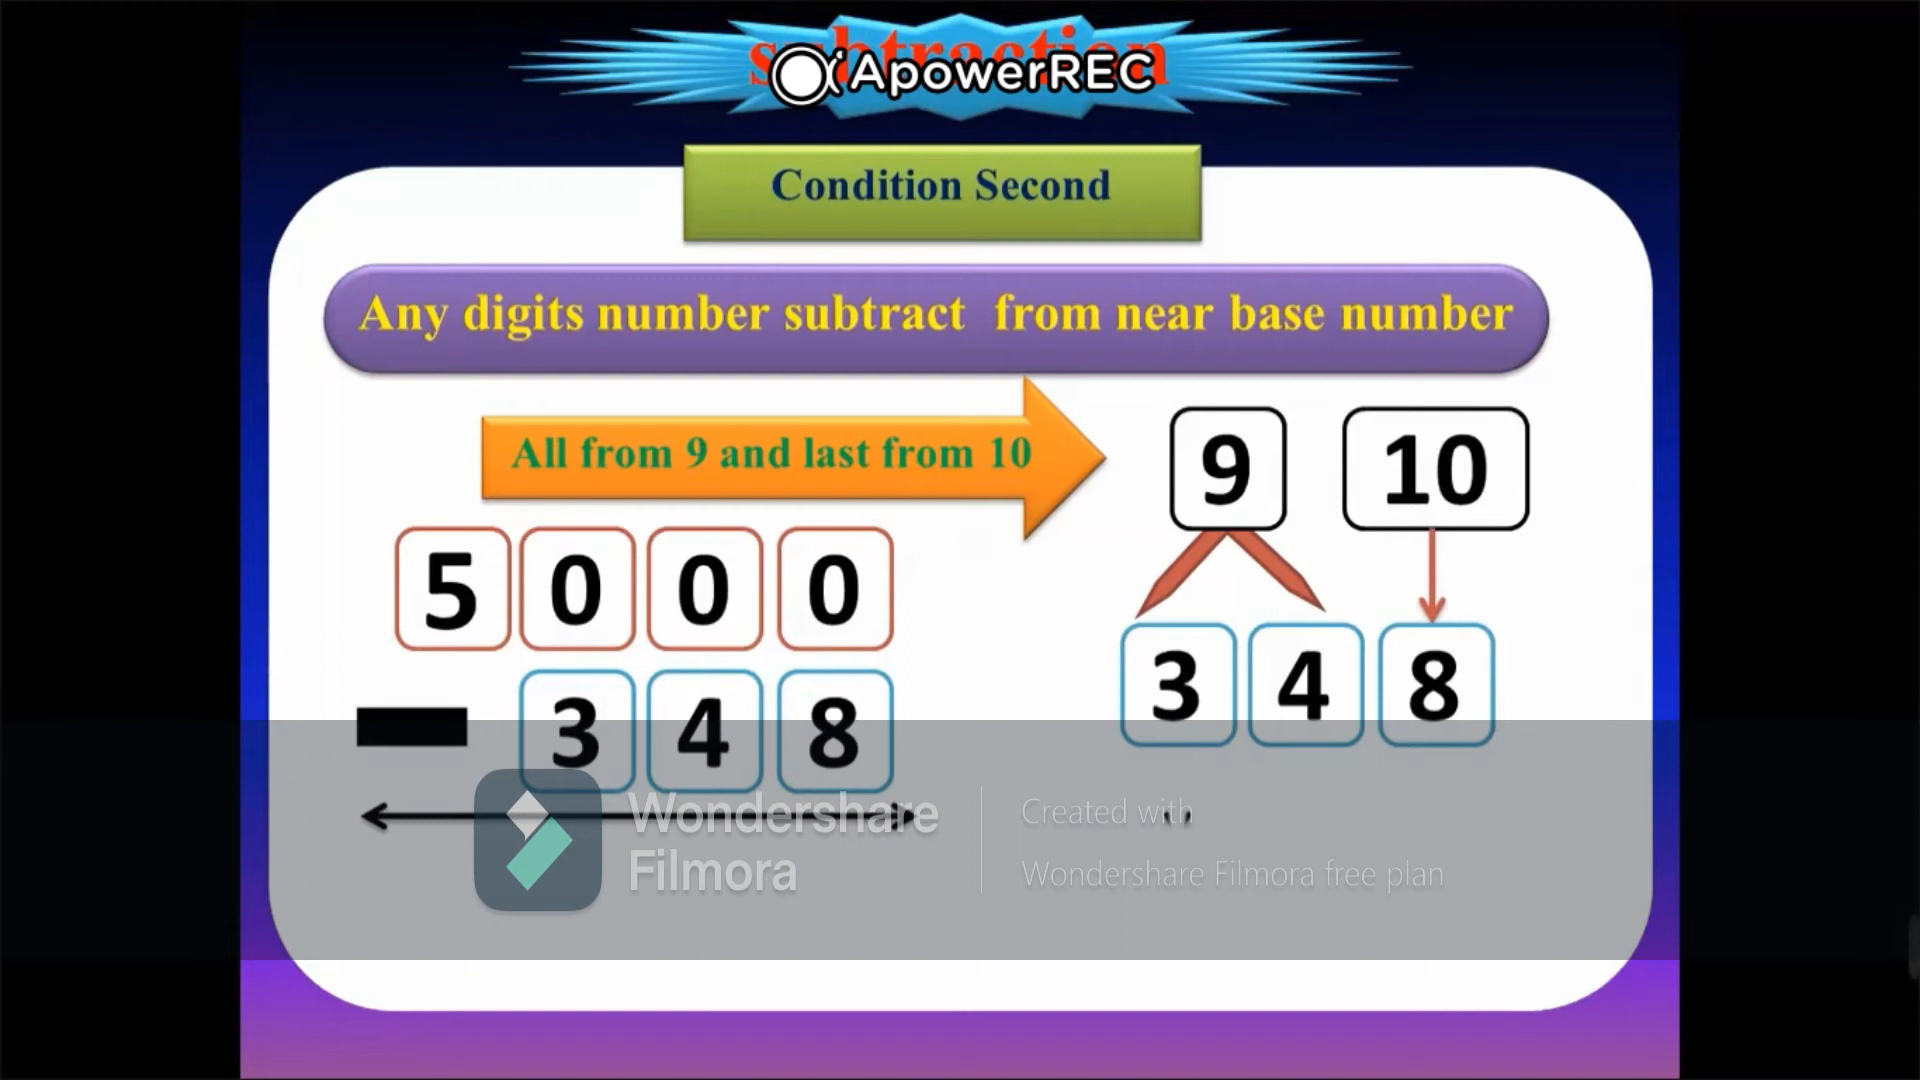 subtraction
ApowerREC
Condition Second
Any digits number subtract from near base number
All from 9 and last from 10
9 10
5 0 0 0
3 4 8
3 4 8
Wondershare
Filmora
Created with
Wondershare Filmora free plan